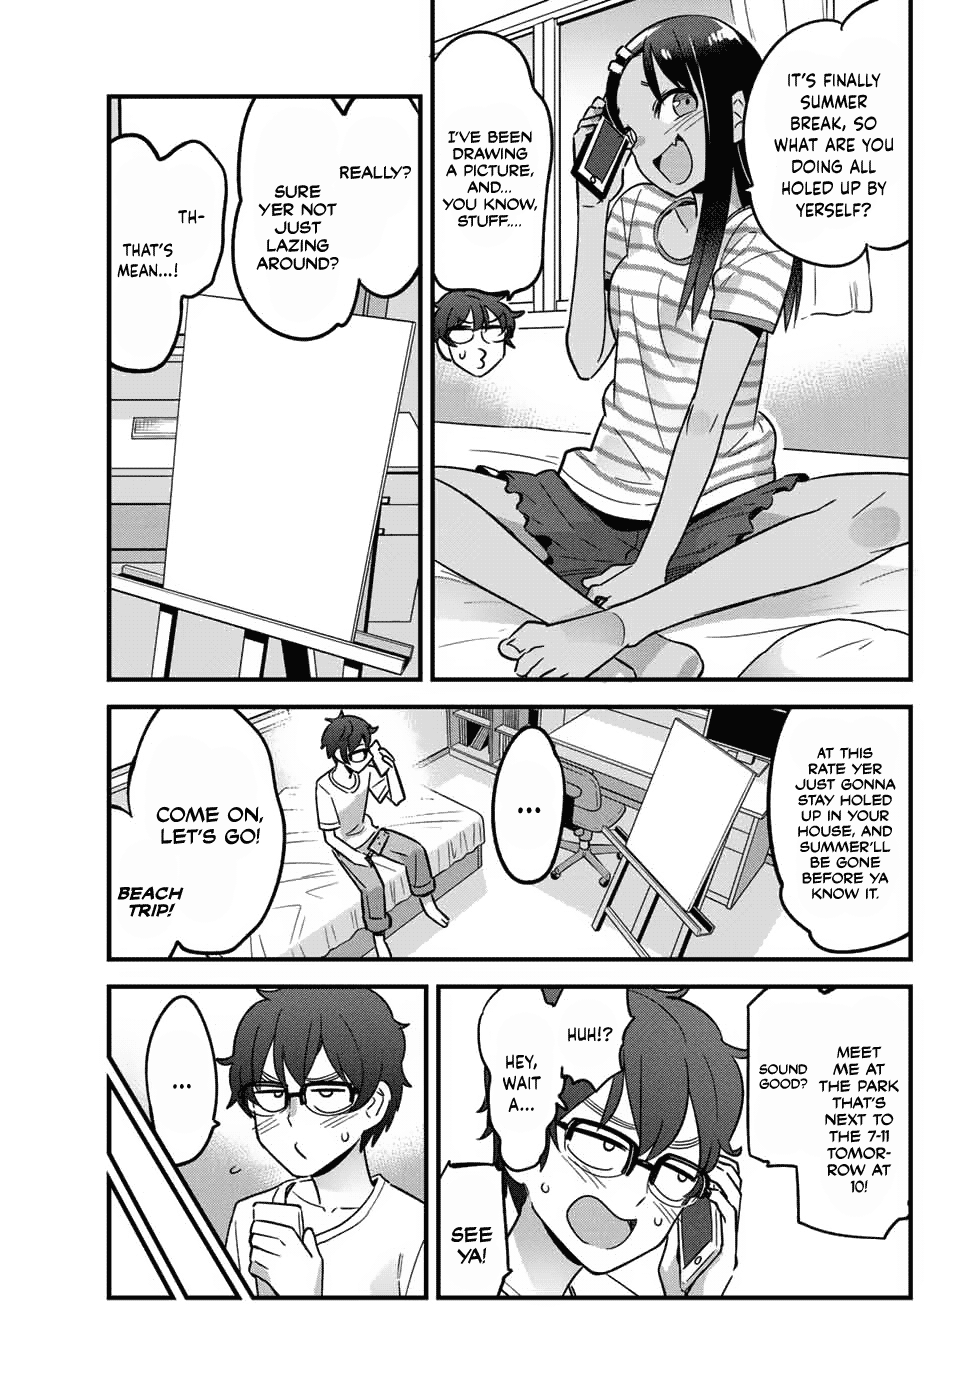 IT'S FINALLY
SUMMER
BREAK, SO
WHAT ARE YOU
DOING ALL
HOLED UP BY
YERSELF?
I'VE BEEN
DRAWING
A PICTURE,
AND...
YOU KNOW,
STUFF....
REALLY?
SURE
YER NOT
JUST
LAZING
AROUND?
TH-
THAT'S
MEAN...!
AT THIS
RATE YER
JUST GONNA
STAY HOLED
UP IN YOUR
HOUSE, AND
SUMMER'LL
BE GONE
BEFORE YA
KNOW IT.
...
COME ON,
LET'S GO!
BEACH
TRIP!
MEET
ME AT
THE PARK
THAT'S
NEXT TO
THE 7-11
TOMOR-
ROW AT
10!
SOUND
GOOD?
HUH!?
HEY,
WAIT
A...
SEE
YA!
...